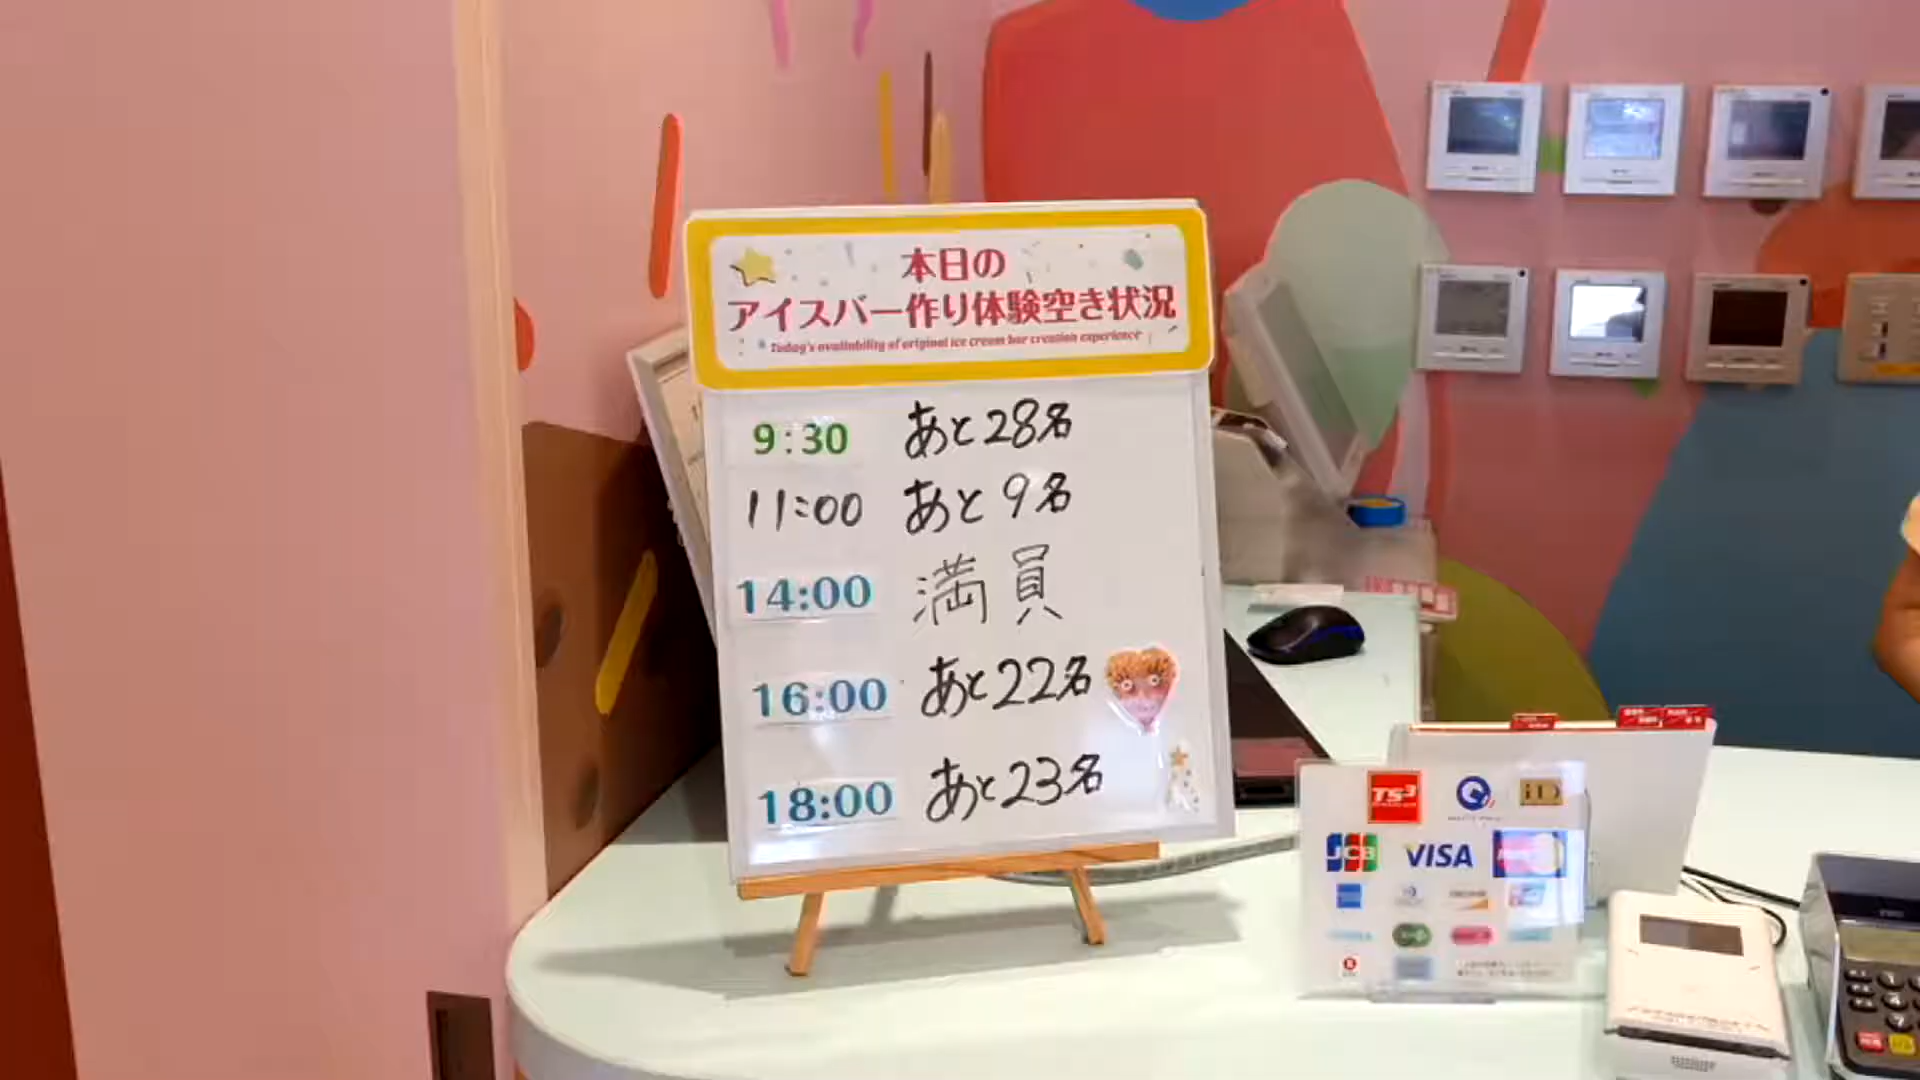 本日の
アイスバー作り体験空き状況
Today's availability of original ice cream bar creation experience
9:30 あと28名
11:00 あと9名
14:00 満員
16:00 あと22名
18:00 あと23名
TS3
iD
JCB
VISA